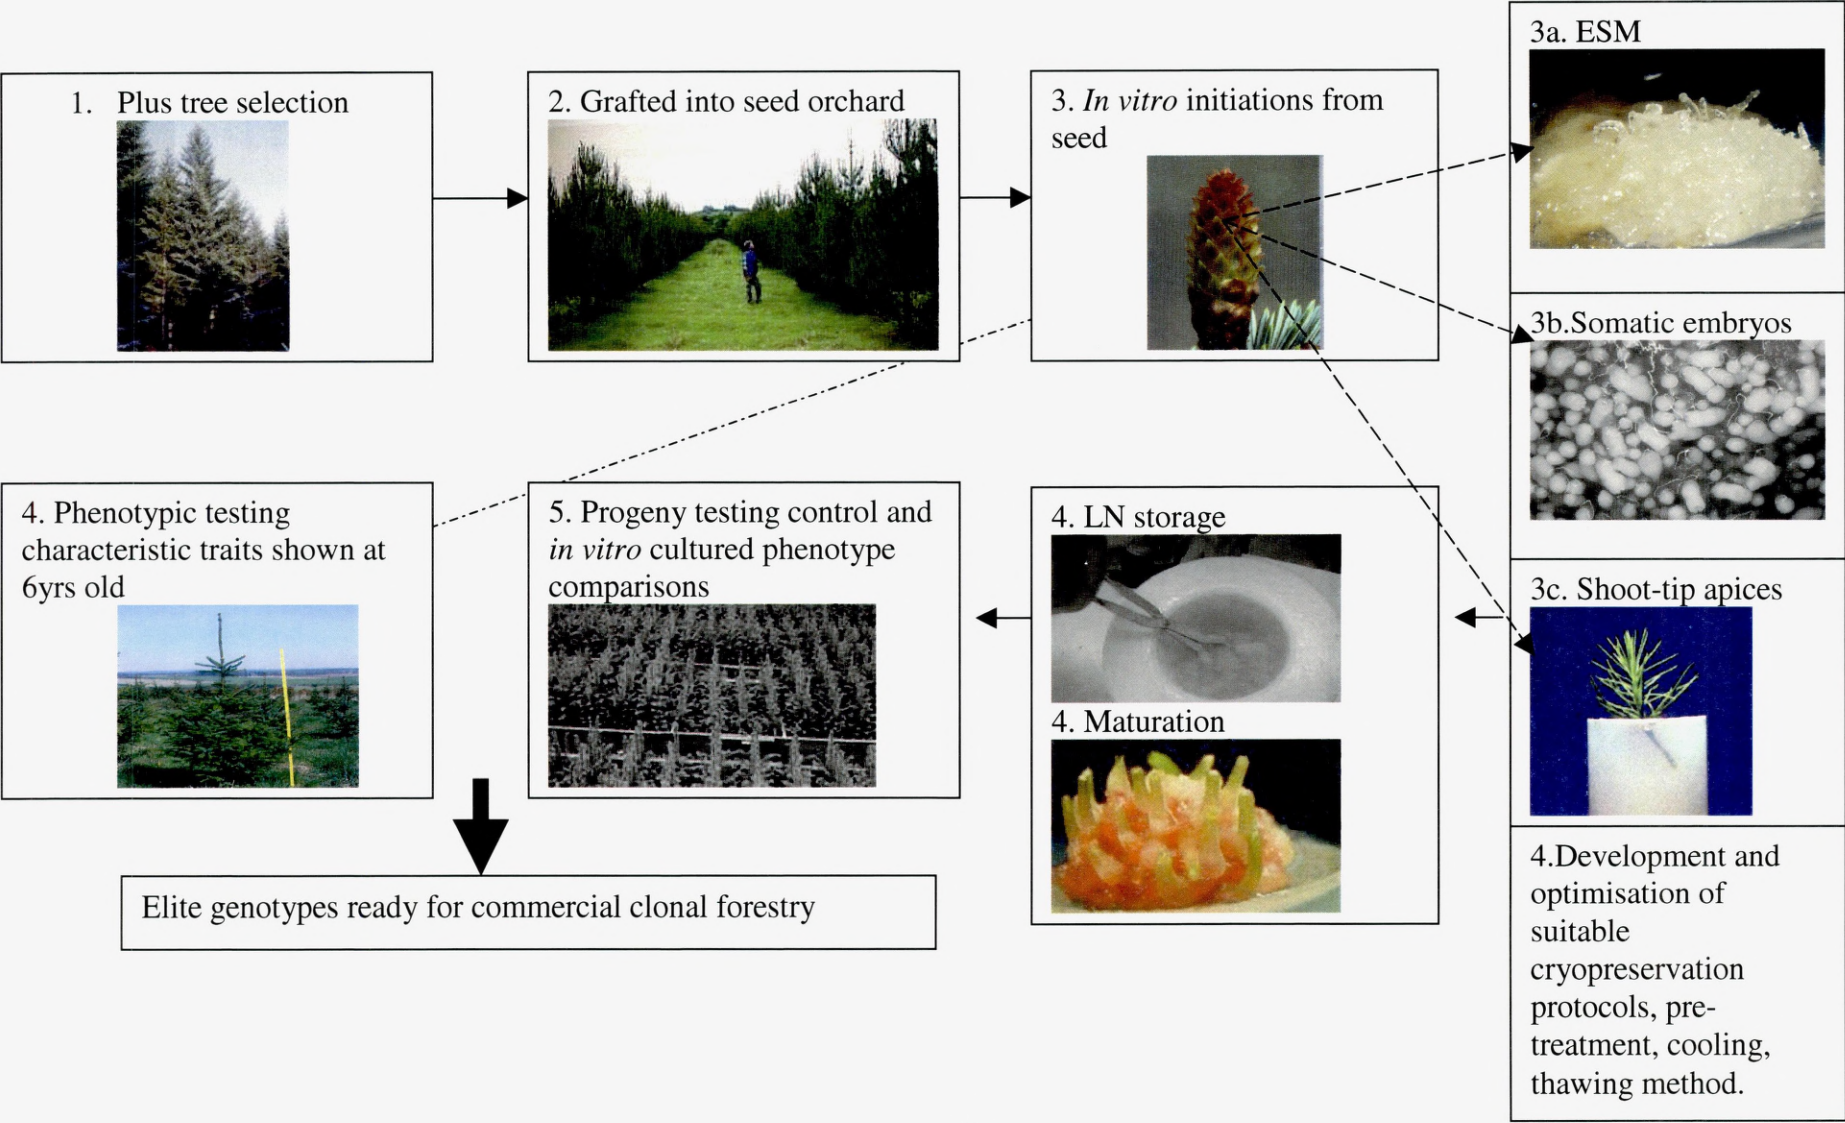 1. Plus tree selection
2. Grafted into seed orchard
3. In vitro initiations from
seed
3a. ESM
3b.Somatic embryos
3c. Shoot-tip apices
4.Development and
optimisation of
suitable
cryopreservation
protocols, pre-
treatment, cooling,
thawing method.
4. LN storage
4. Maturation
5. Progeny testing control and
in vitro cultured phenotype
comparisons
4. Phenotypic testing
characteristic traits shown at
6yrs old
Elite genotypes ready for commercial clonal forestry